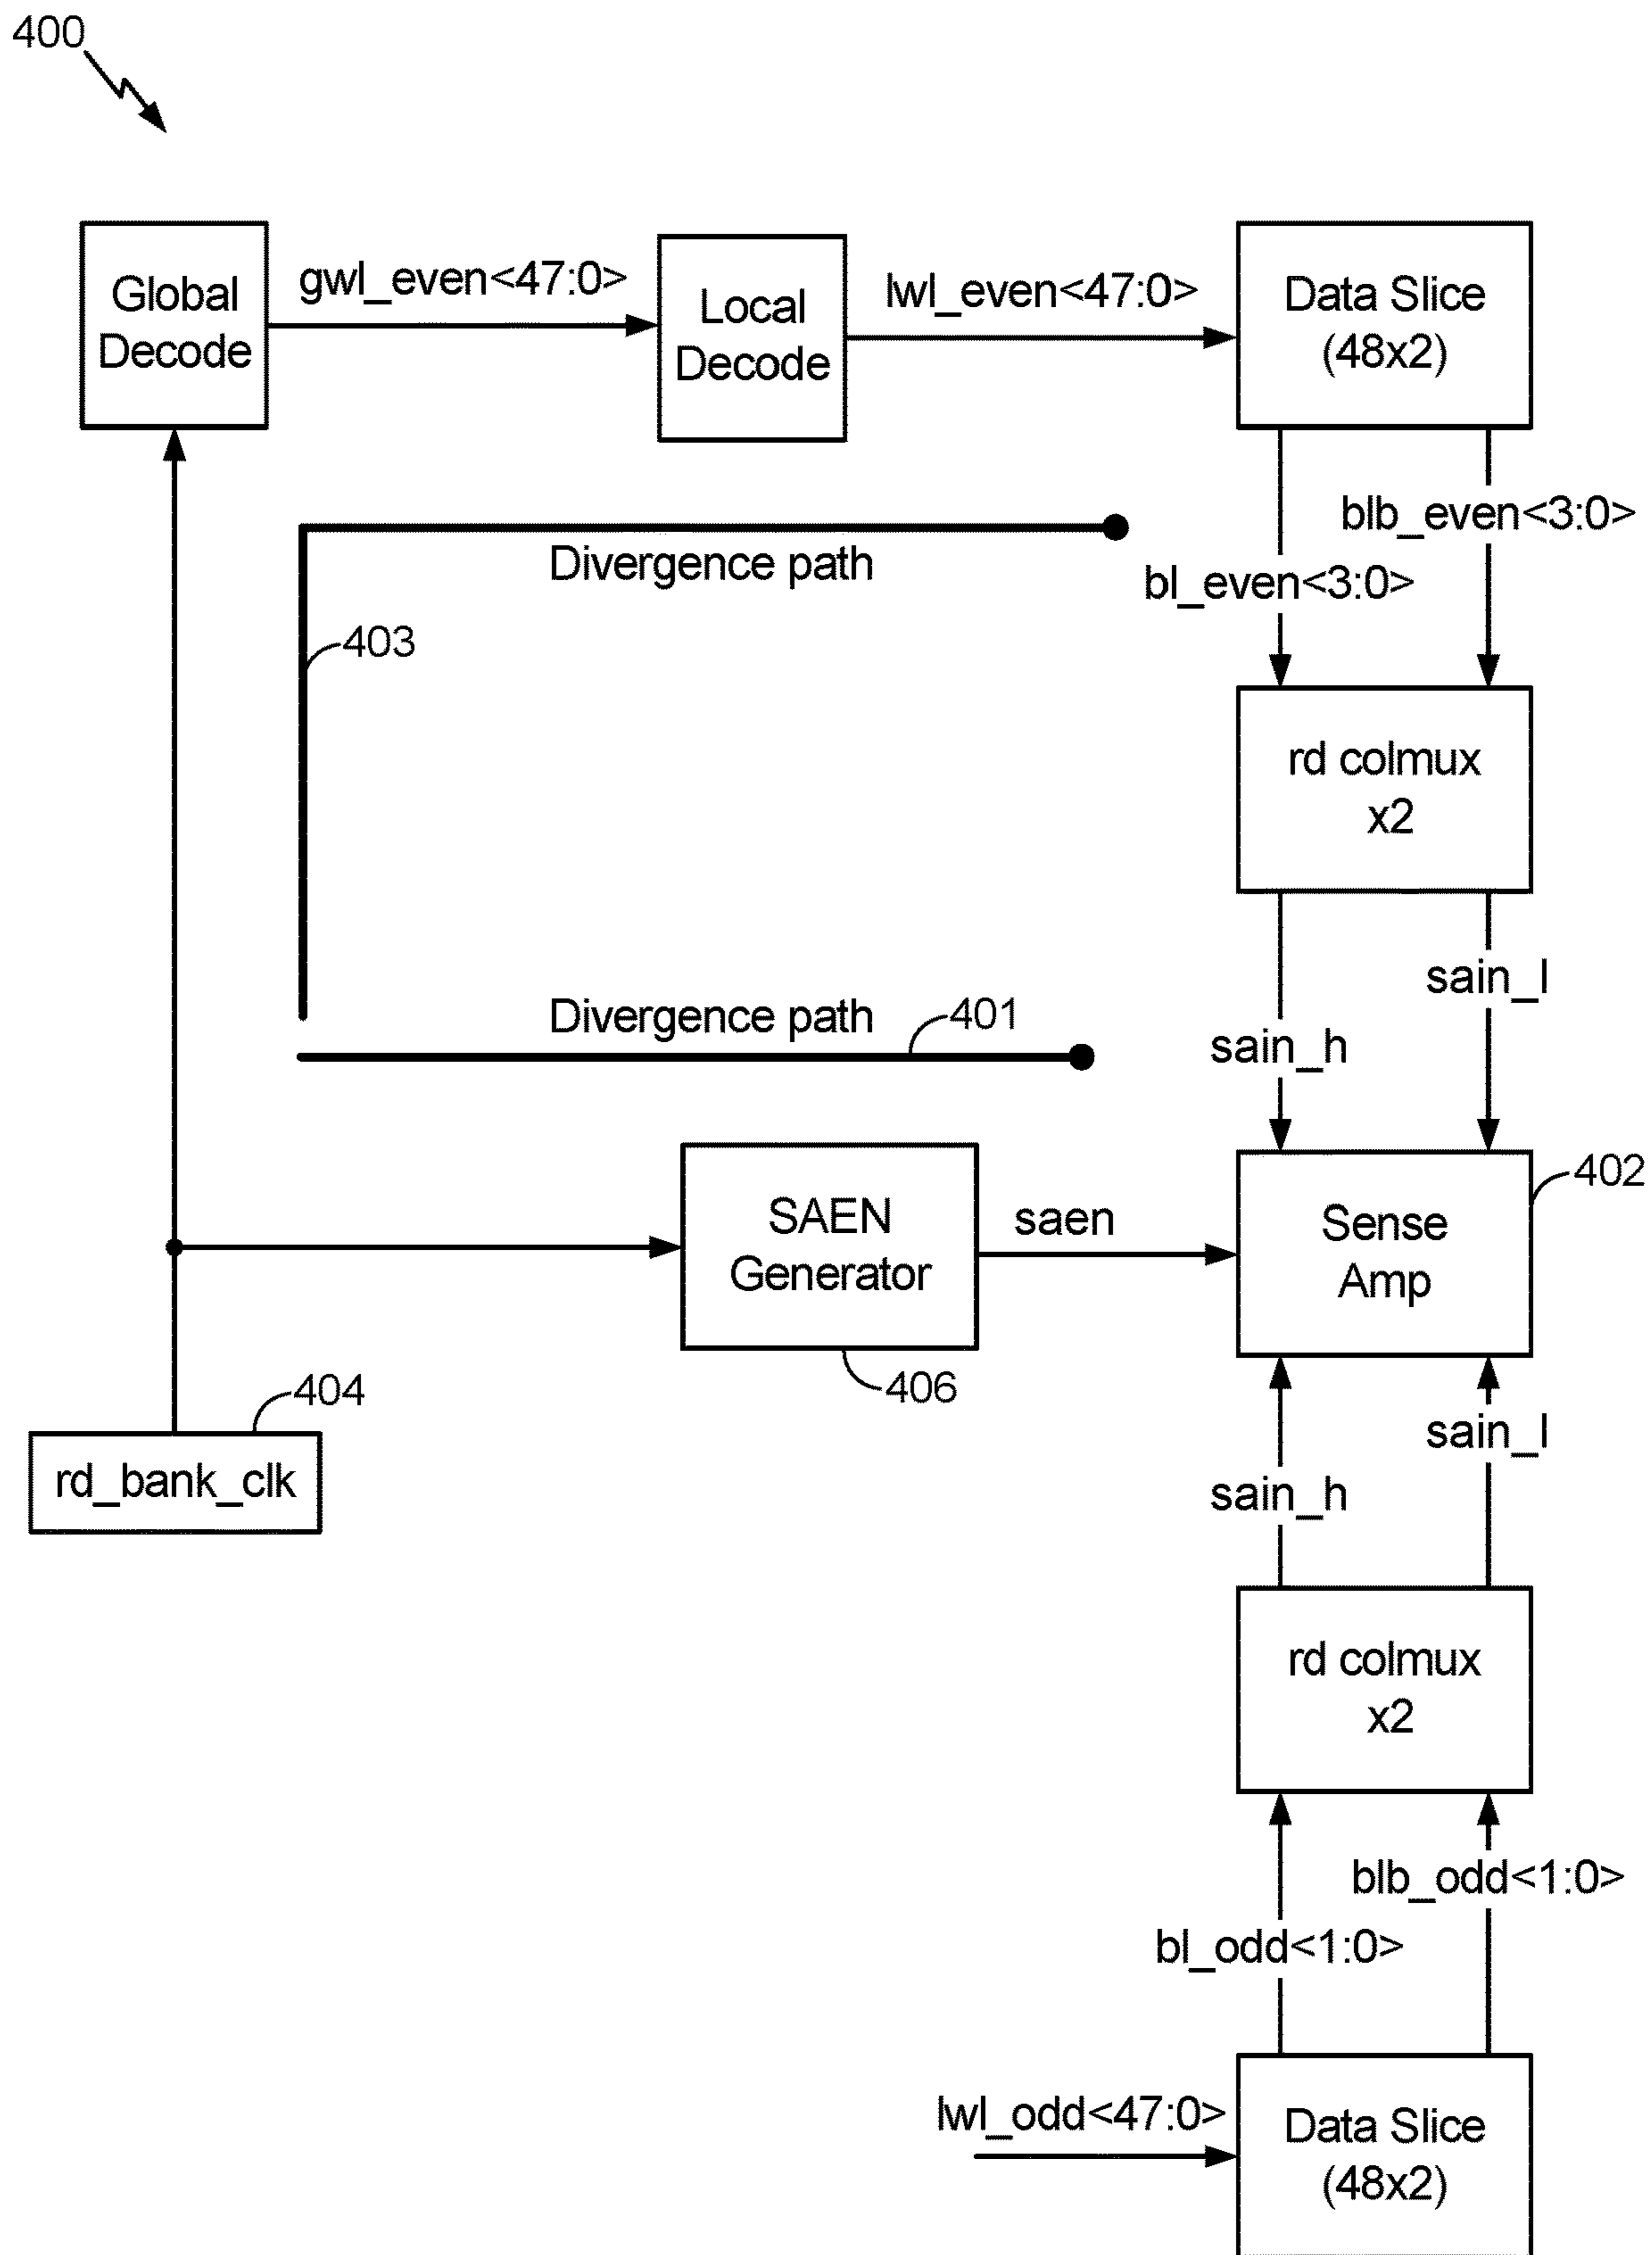 400
Global
Decode
gwl_even<47:0>
Local
Decode
lwl_even<47:0>
Data Slice
(48x2)
blb_even<3:0>
bl_even<3:0>
Divergence path
403
rd colmux
x2
sain_l
sain_h
Divergence path
401
SAEN
Generator
406
saen
Sense
Amp
402
404
rd_bank_clk
sain_l
sain_h
rd colmux
x2
blb_odd<1:0>
bl_odd<1:0>
lwl_odd<47:0>
Data Slice
(48x2)